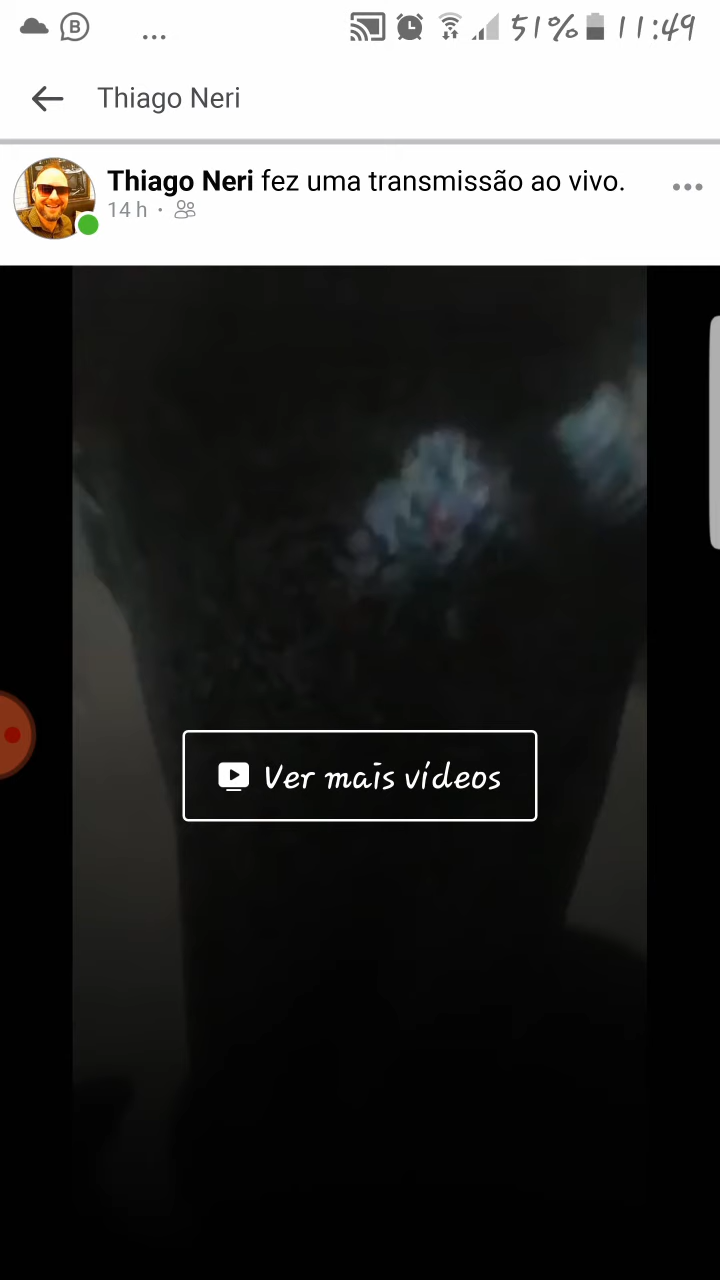 B ... 51% 11:49
Thiago Neri
Thiago Neri fez uma transmissão ao vivo.
14 h ·
Ver mais vídeos